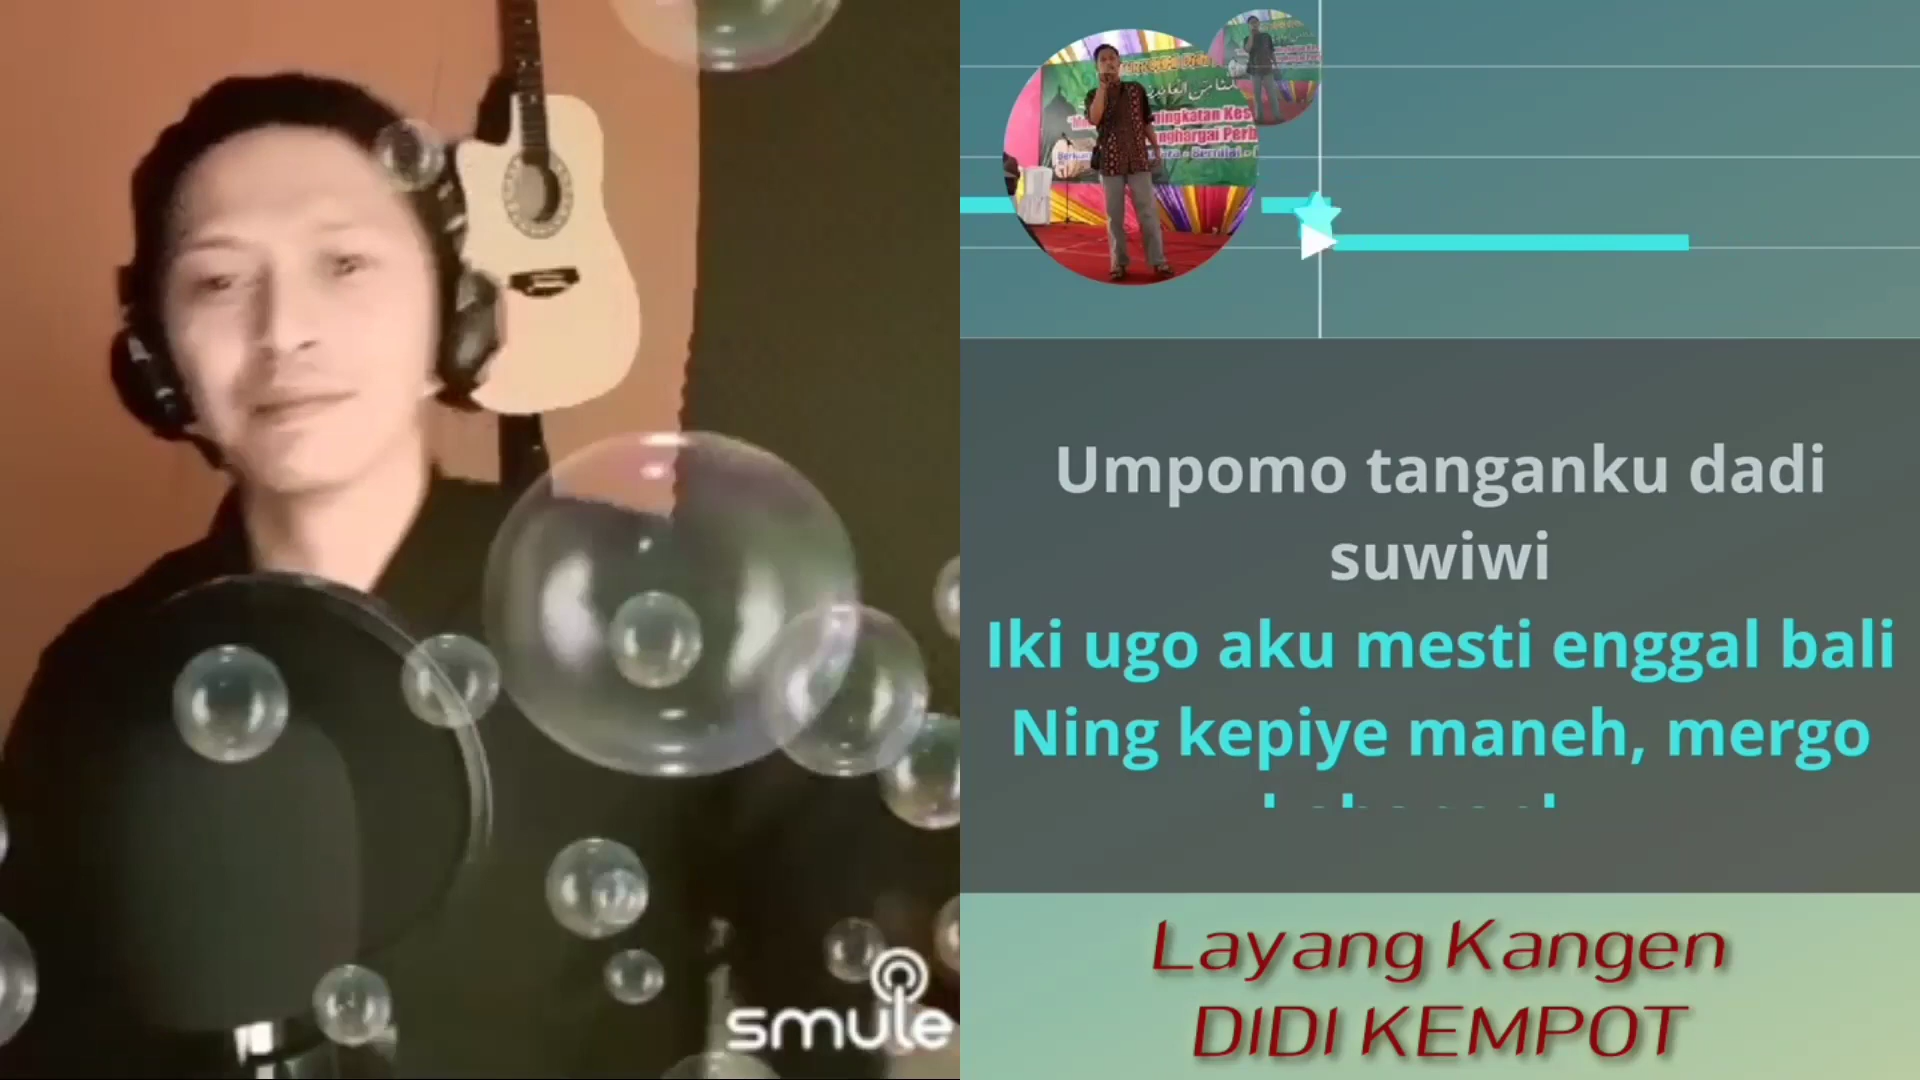 Umpomo tanganku dadi
suwiwi
Iki ugo aku mesti enggal bali
Ning kepiye maneh, mergo
Layang Kangen
DIDI KEMPOT
smule